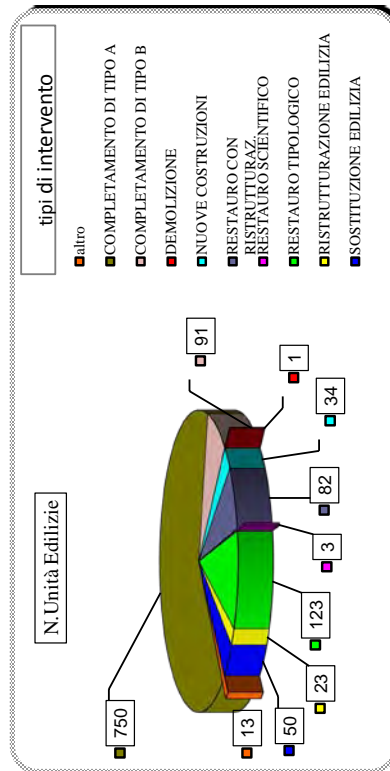 N.Unità Edilizie
tipi di intervento
altro
COMPLETAMENTO DI TIPO A
COMPLETAMENTO DI TIPO B
DEMOLIZIONE
NUOVE COSTRUZIONI
RESTAURO CON
RISTRUTTURAZ.
RESTAURO SCIENTIFICO
RESTAURO TIPOLOGICO
RISTRUTTURAZIONE EDILIZIA
SOSTITUZIONE EDILIZIA
750
91
1
34
82
3
123
23
50
13